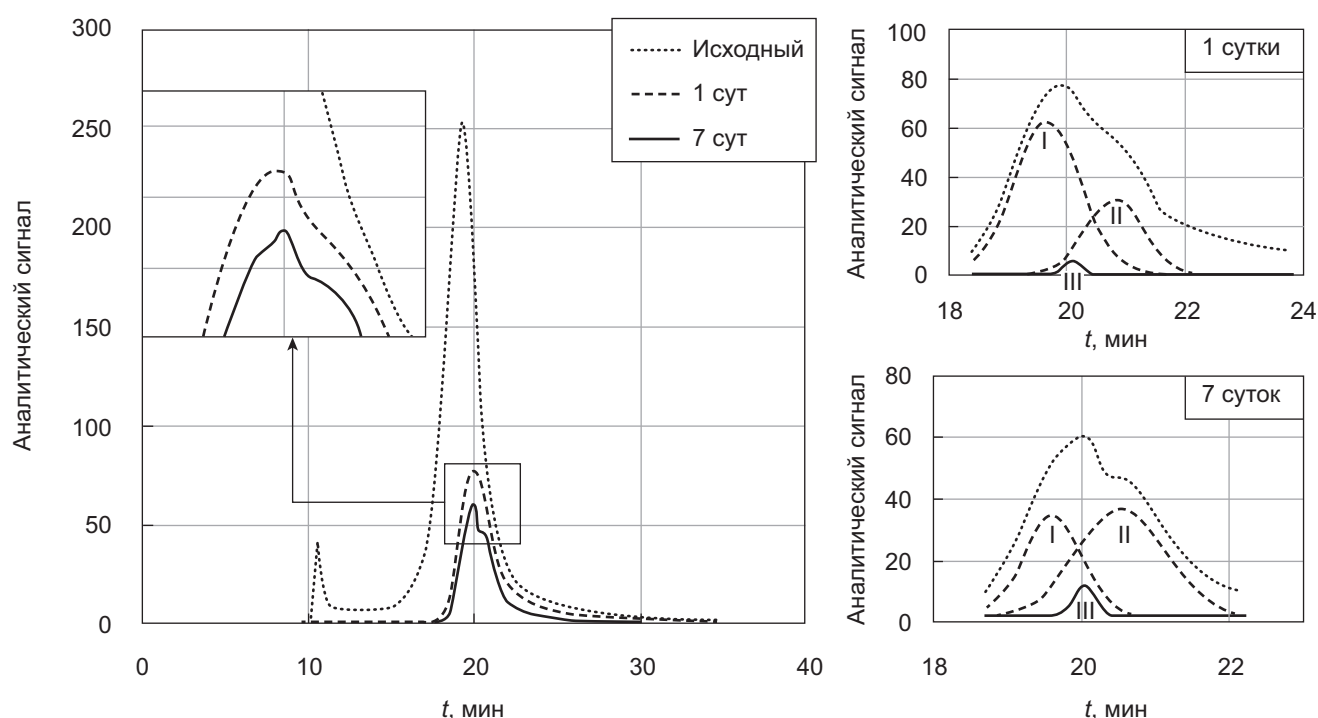 Аналитический сигнал
300
250
200
150
100
50
0
0
10
20
30
40
t, мин
Исходный
1 сут
7 сут
Аналитический сигнал
100
80
60
40
20
0
18
20
22
24
t, мин
1 сутки
I
II
III
Аналитический сигнал
80
60
40
20
0
18
20
22
t, мин
7 суток
I
II
III